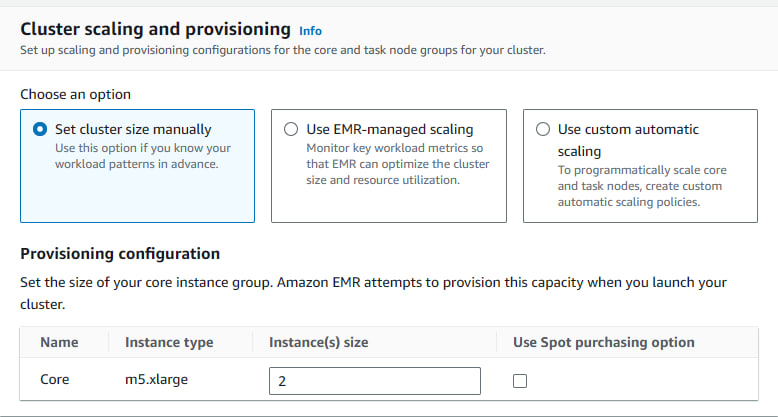 Cluster scaling and provisioning Info
Set up scaling and provisioning configurations for the core and task node groups for your cluster.
Choose an option
Set cluster size manually
Use this option if you know your
workload patterns in advance.
Use EMR-managed scaling
Monitor key workload metrics so
that EMR can optimize the cluster
size and resource utilization.
Use custom automatic
scaling
To programmatically scale core
and task nodes, create custom
automatic scaling policies.
Provisioning configuration
Set the size of your core instance group. Amazon EMR attempts to provision this capacity when you launch your
cluster.
Name Instance type Instance(s) size Use Spot purchasing option
Core m5.xlarge 2